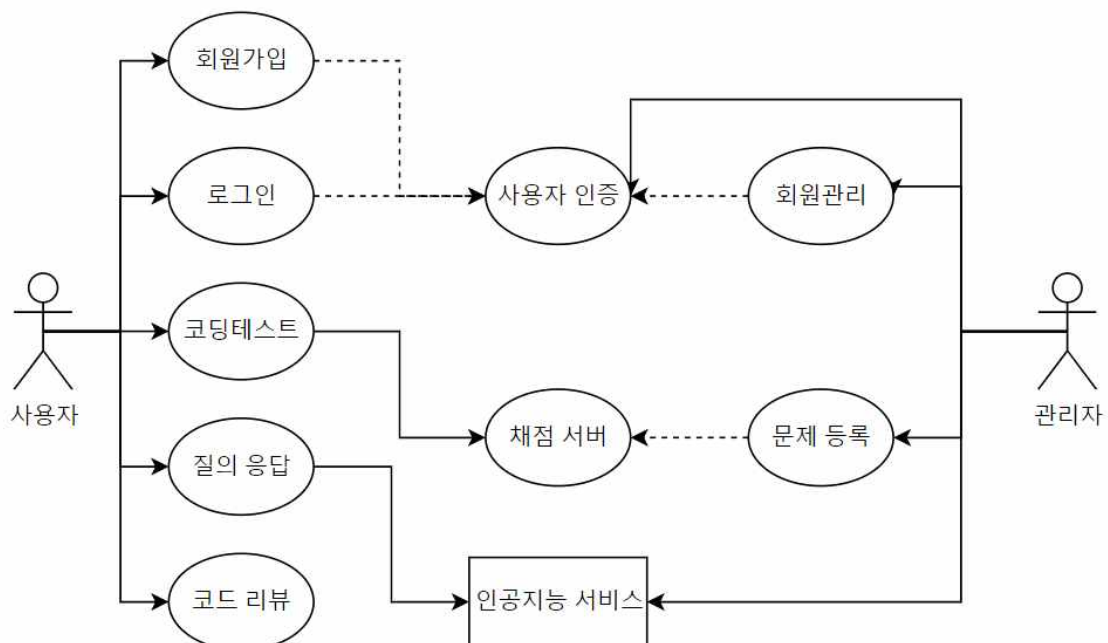 회원가입
로그인
사용자 인증
회원관리
코딩테스트
사용자
관리자
채점 서버
문제 등록
질의 응답
코드 리뷰
인공지능 서비스